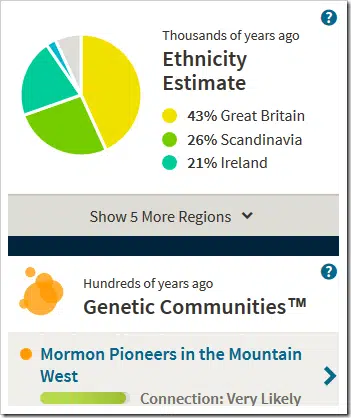 Thousands of years ago
Ethnicity
Estimate
43% Great Britain
26% Scandinavia
21% Ireland
Show 5 More Regions
Hundreds of years ago
Genetic Communities™
Mormon Pioneers in the Mountain
West
Connection: Very Likely